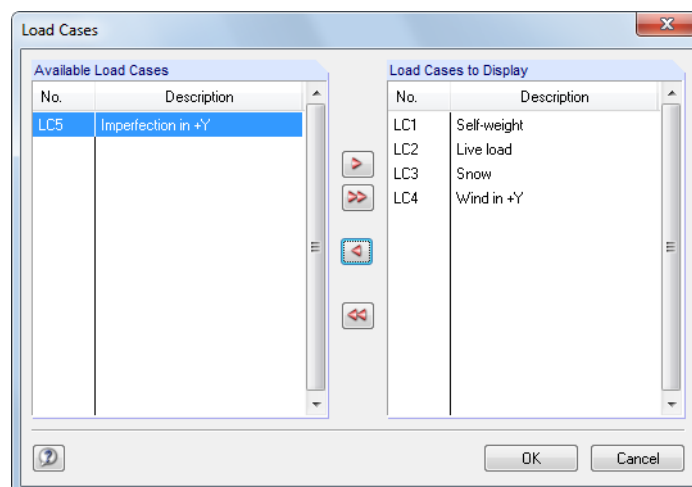 Load Cases
Available Load Cases
No. Description
LC5 Imperfection in +Y
Load Cases to Display
No. Description
LC1 Self-weight
LC2 Live load
LC3 Snow
LC4 Wind in +Y
OK Cancel